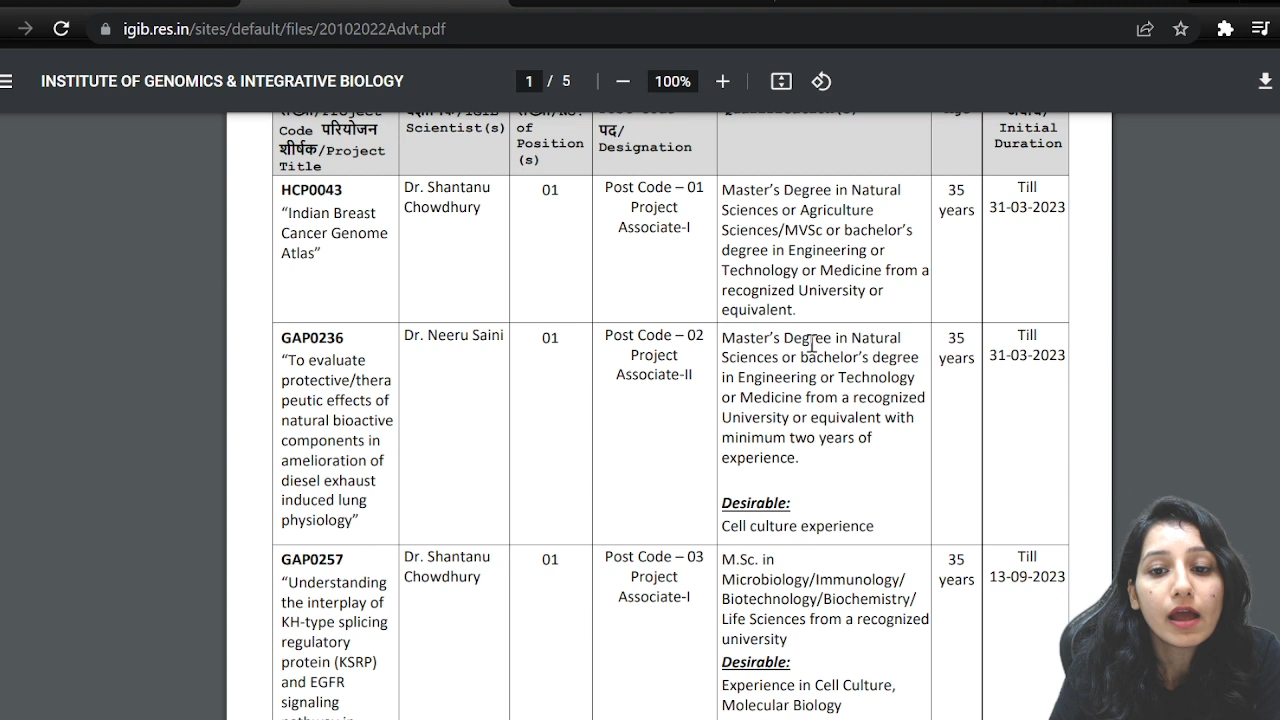 igib.res.in/sites/default/files/20102022Advt.pdf
INSTITUTE OF GENOMICS & INTEGRATIVE BIOLOGY
1 / 5
100%
Code परियोजन
शीर्षक/Project
Title
Scientist(s)
of
Position
(s)
पद/
Designation
Initial
Duration
HCP0043
“Indian Breast
Cancer Genome
Atlas”
Dr. Shantanu
Chowdhury
01
Post Code – 01
Project
Associate-I
Master’s Degree in Natural
Sciences or Agriculture
Sciences/MVSc or bachelor’s
degree in Engineering or
Technology or Medicine from a
recognized University or
equivalent.
35
years
Till
31-03-2023
GAP0236
“To evaluate
protective/thera
peutic effects of
natural bioactive
components in
amelioration of
diesel exhaust
induced lung
physiology”
Dr. Neeru Saini
01
Post Code – 02
Project
Associate-II
Master’s Degree in Natural
Sciences or bachelor’s degree
in Engineering or Technology
or Medicine from a recognized
University or equivalent with
minimum two years of
experience.
Desirable:
Cell culture experience
35
years
Till
31-03-2023
GAP0257
“Understanding
the interplay of
KH-type splicing
regulatory
protein (KSRP)
and EGFR
signaling
Dr. Shantanu
Chowdhury
01
Post Code – 03
Project
Associate-I
M.Sc. in
Microbiology/Immunology/
Biotechnology/Biochemistry/
Life Sciences from a recognized
university
Desirable:
Experience in Cell Culture,
Molecular Biology
35
years
Till
13-09-2023